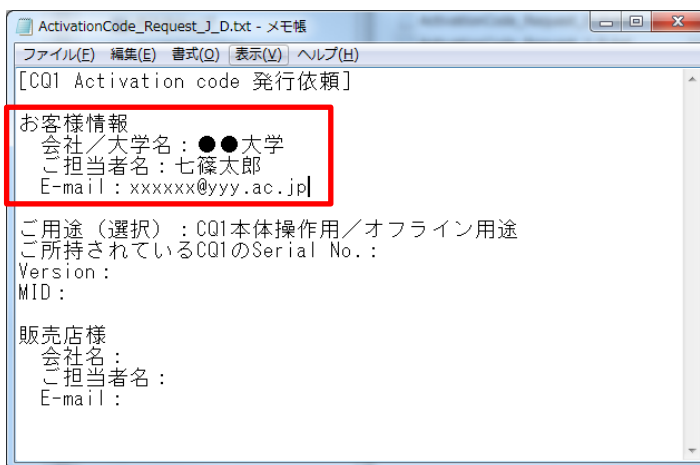 ActivationCode_Request_J_D.txt - メモ帳
ファイル(F) 編集(E) 書式(O) 表示(V) ヘルプ(H)
[CQ1 Activation code 発行依頼]
お客様情報
会社／大学名：●●大学
ご担当者名：七篠太郎
E-mail：xxxxxx@yyy.ac.jp
ご用途（選択）：CQ1本体操作用／オフライン用途
ご所持されているCQ1のSerial No.：
Version：
MID：
販売店様
会社名：
ご担当者名：
E-mail：